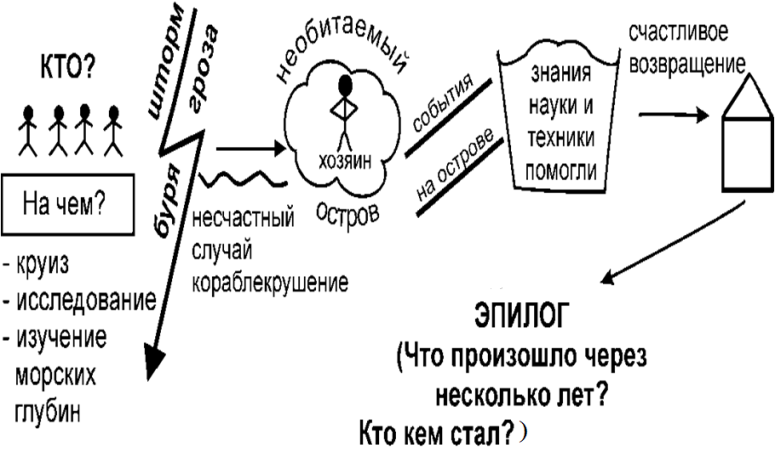 КТО?
На чем?
- круиз
- исследование
- изучение
морских
глубин
шторм
гроза
буря
несчастный
случай
кораблекрушение
необитаемый
хозяин
остров
события
на острове
знания
науки и
техники
помогли
счастливое
возвращение
ЭПИЛОГ
(Что произошло через
несколько лет?
Кто кем стал?)